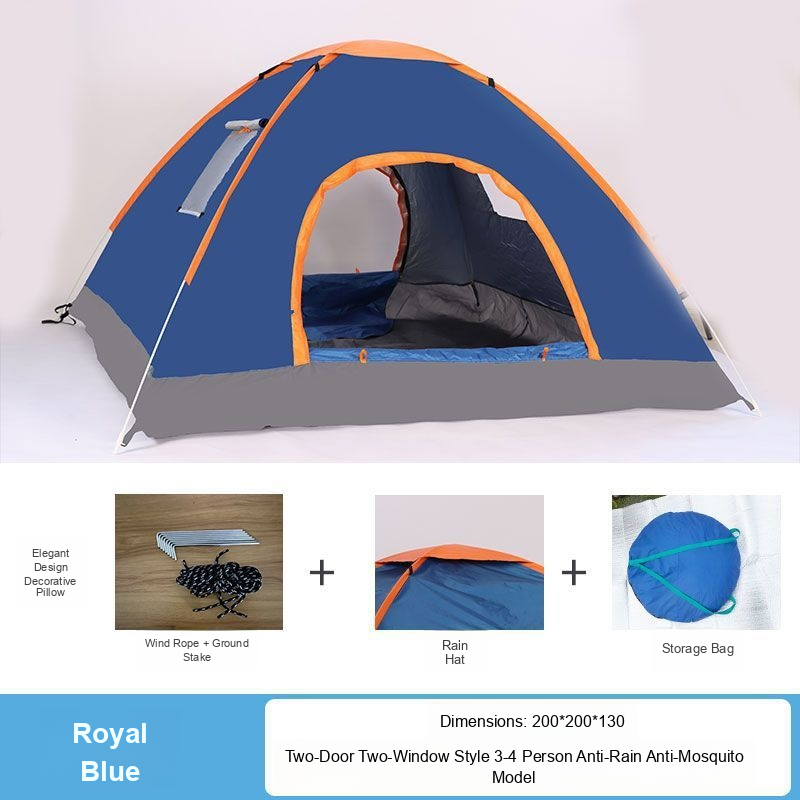 Elegant
Design
Decorative
Pillow
Wind Rope + Ground
Stake
Rain
Hat
Storage Bag
Royal
Blue
Dimensions: 200*200*130
Two-Door Two-Window Style 3-4 Person Anti-Rain Anti-Mosquito
Model